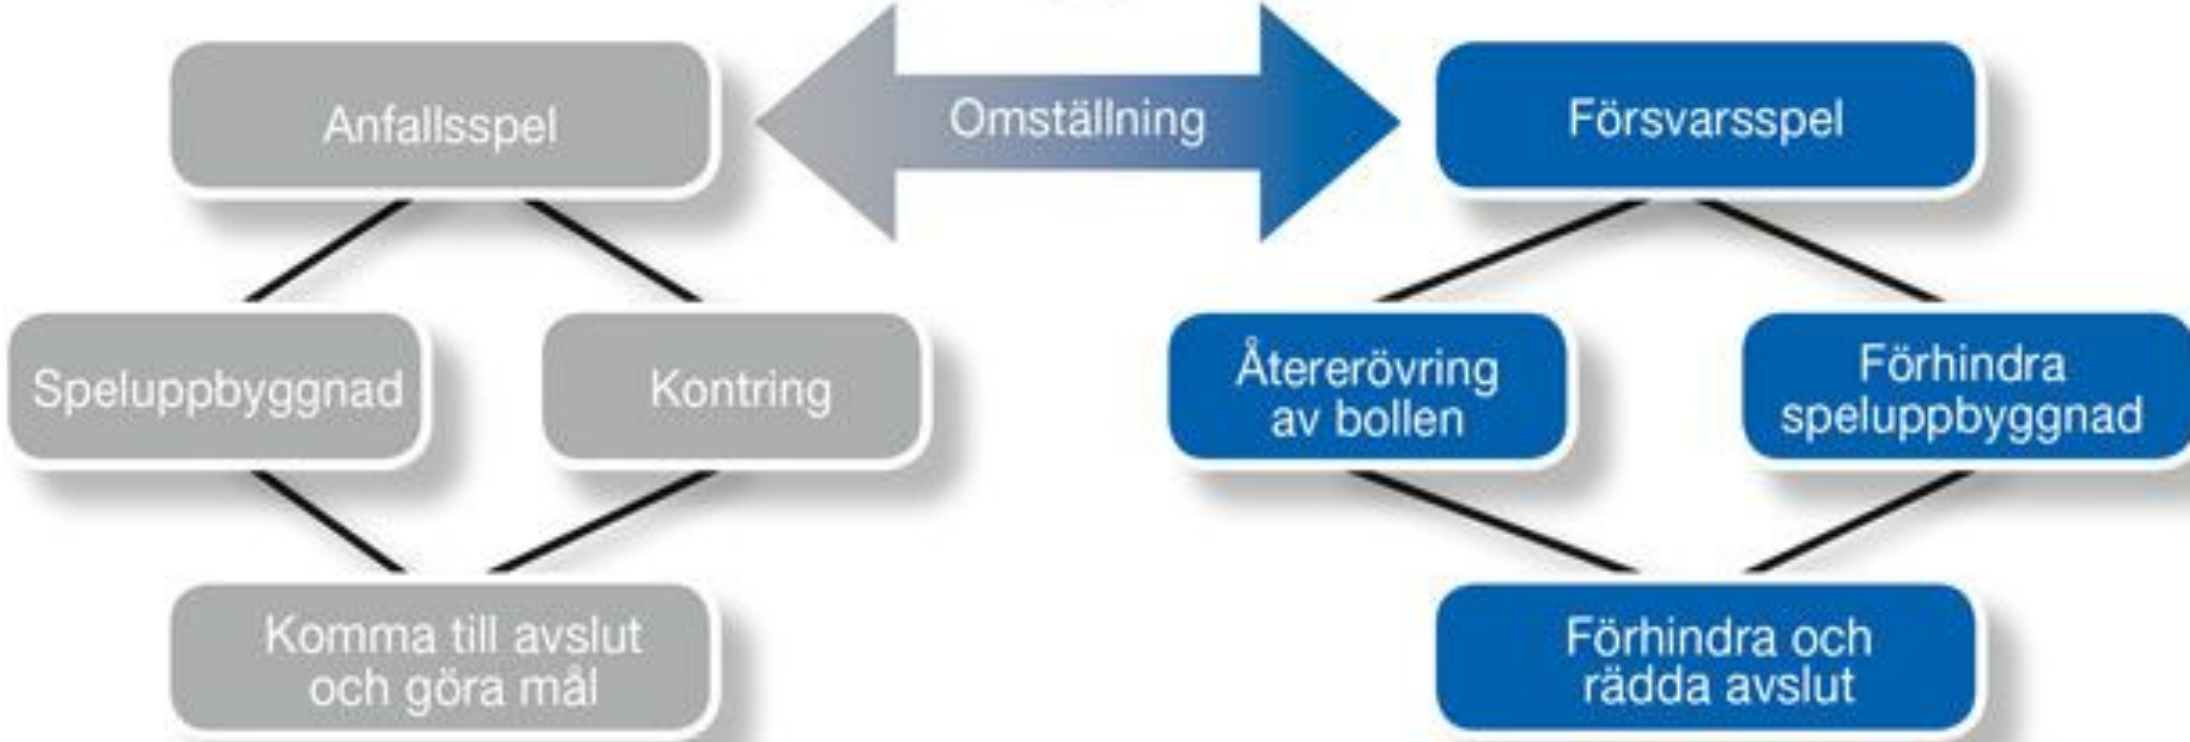 Anfallsspel
Omställning
Försvarsspel
Speluppbyggnad
Kontring
Återerövring
av bollen
Förhindra
speluppbyggnad
Komma till avslut
och göra mål
Förhindra och
rädda avslut